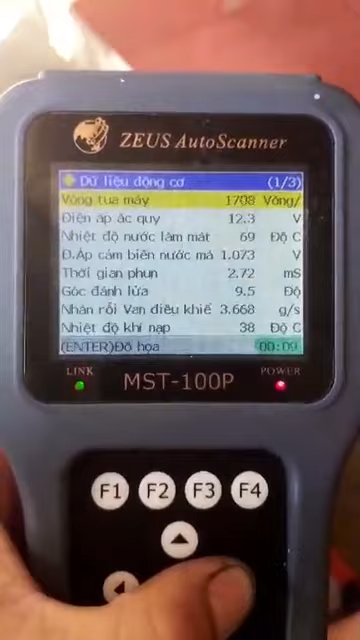 ZEUS AutoScanner
Dữ liệu động cơ (1/3)
Vòng tua máy 1708 Vòng/
Điện áp ắc quy 12.3 V
Nhiệt độ nước làm mát 69 Độ C
Đ.Áp cảm biến nước má 1.073 V
Thời gian phun 2.72 mS
Góc đánh lửa 9.5 Độ
Nhàn rỗi Van điều khiể 3.668 g/s
Nhiệt độ khí nạp 38 Độ C
(ENTER)Đồ họa 00:09
LINK POWER
MST-100P
F1 F2 F3 F4